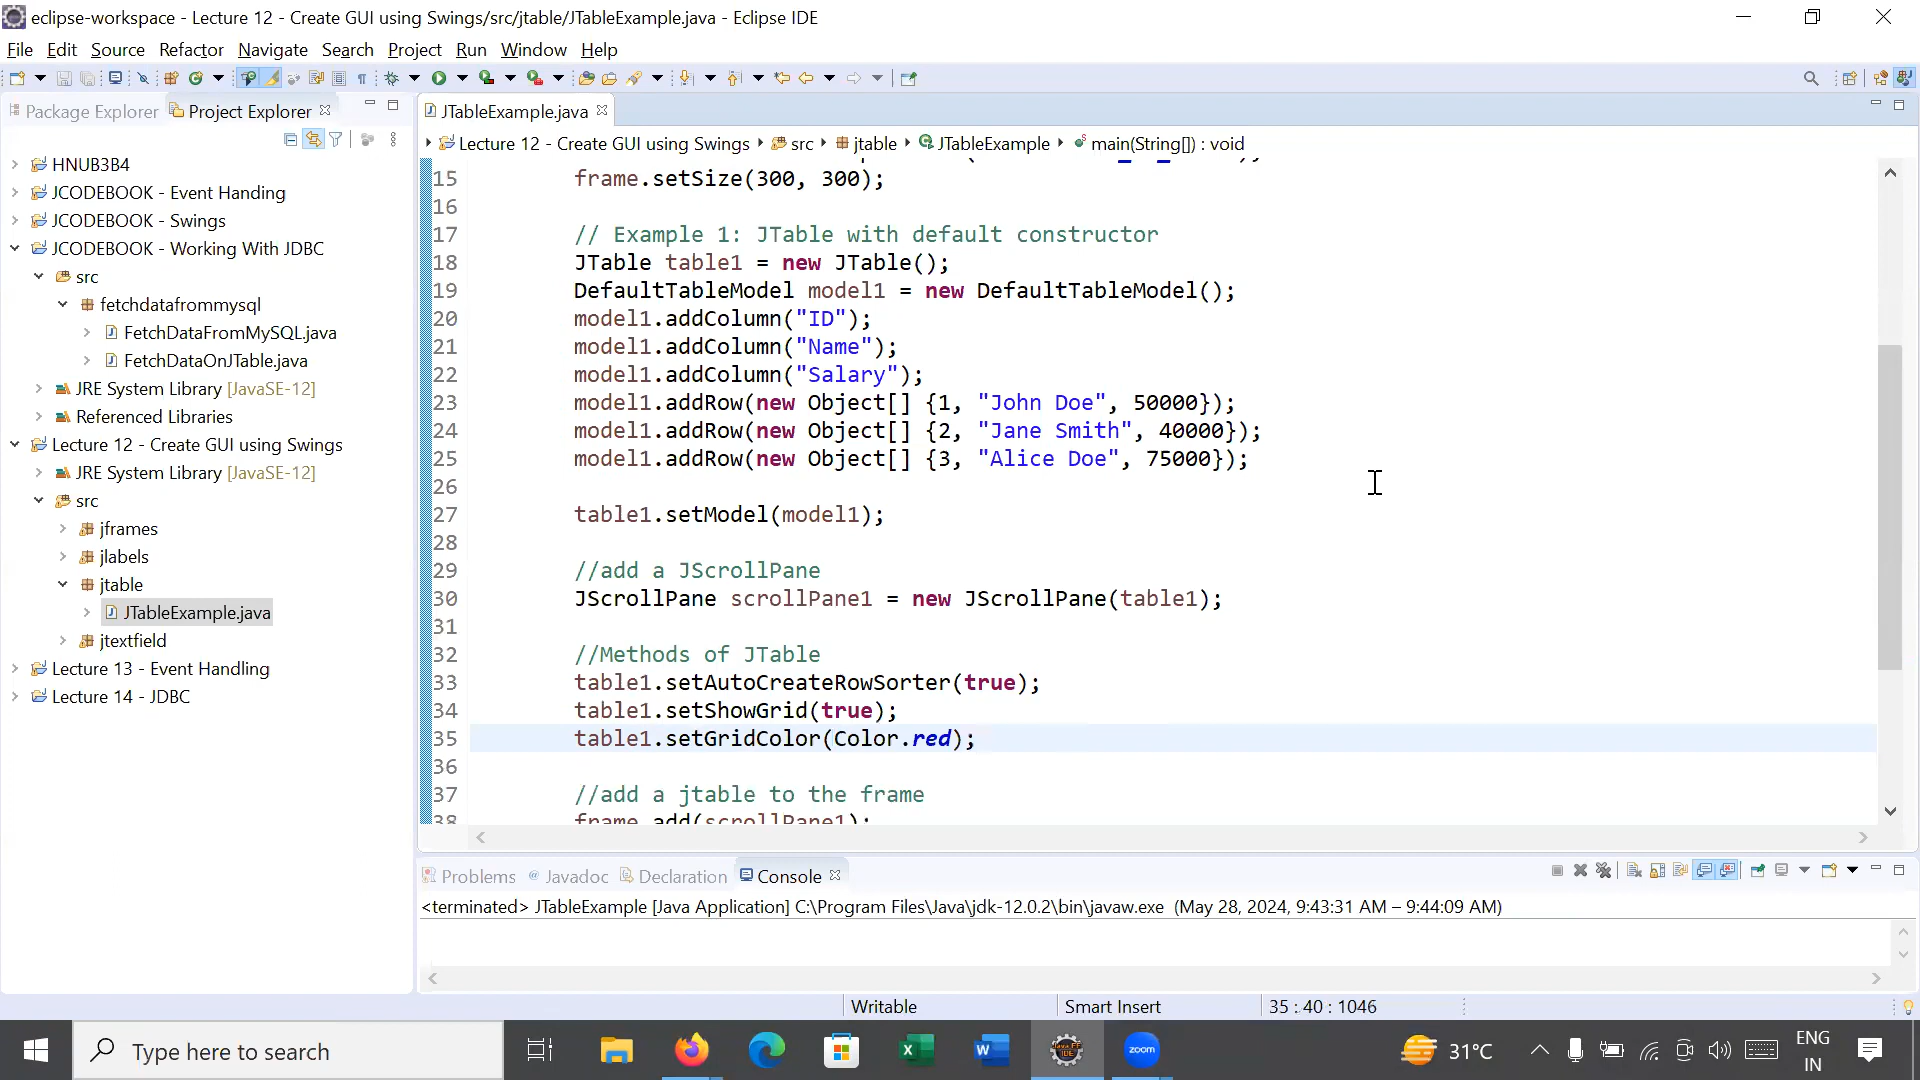 eclipse-workspace - Lecture 12 - Create GUI using Swings/src/jtable/JTableExample.java - Eclipse IDE
File Edit Source Refactor Navigate Search Project Run Window Help
Package Explorer Project Explorer
JTableExample.java
Lecture 12 - Create GUI using Swings src jtable JTableExample main(String[]) : void
HNUB3B4
JCODEBOOK - Event Handing
JCODEBOOK - Swings
JCODEBOOK - Working With JDBC
src
fetchdatafrommysql
FetchDataFromMySQL.java
FetchDataOnJTable.java
JRE System Library [JavaSE-12]
Referenced Libraries
Lecture 12 - Create GUI using Swings
JRE System Library [JavaSE-12]
src
jframes
jlabels
jtable
JTableExample.java
jtextfield
Lecture 13 - Event Handling
Lecture 14 - JDBC
15 frame.setSize(300, 300);
16
17 // Example 1: JTable with default constructor
18 JTable table1 = new JTable();
19 DefaultTableModel model1 = new DefaultTableModel();
20 model1.addColumn("ID");
21 model1.addColumn("Name");
22 model1.addColumn("Salary");
23 model1.addRow(new Object[] {1, "John Doe", 50000});
24 model1.addRow(new Object[] {2, "Jane Smith", 40000});
25 model1.addRow(new Object[] {3, "Alice Doe", 75000});
26
27 table1.setModel(model1);
28
29 //add a JScrollPane
30 JScrollPane scrollPane1 = new JScrollPane(table1);
31
32 //Methods of JTable
33 table1.setAutoCreateRowSorter(true);
34 table1.setShowGrid(true);
35 table1.setGridColor(Color.red);
36
37 //add a jtable to the frame
38 frame.add(scrollPane1);
Problems Javadoc Declaration Console
<terminated> JTableExample [Java Application] C:\Program Files\Java\jdk-12.0.2\bin\javaw.exe (May 28, 2024, 9:43:31 AM – 9:44:09 AM)
Writable Smart Insert 35 : 40 : 1046
Type here to search
zoom
31°C
ENG
IN